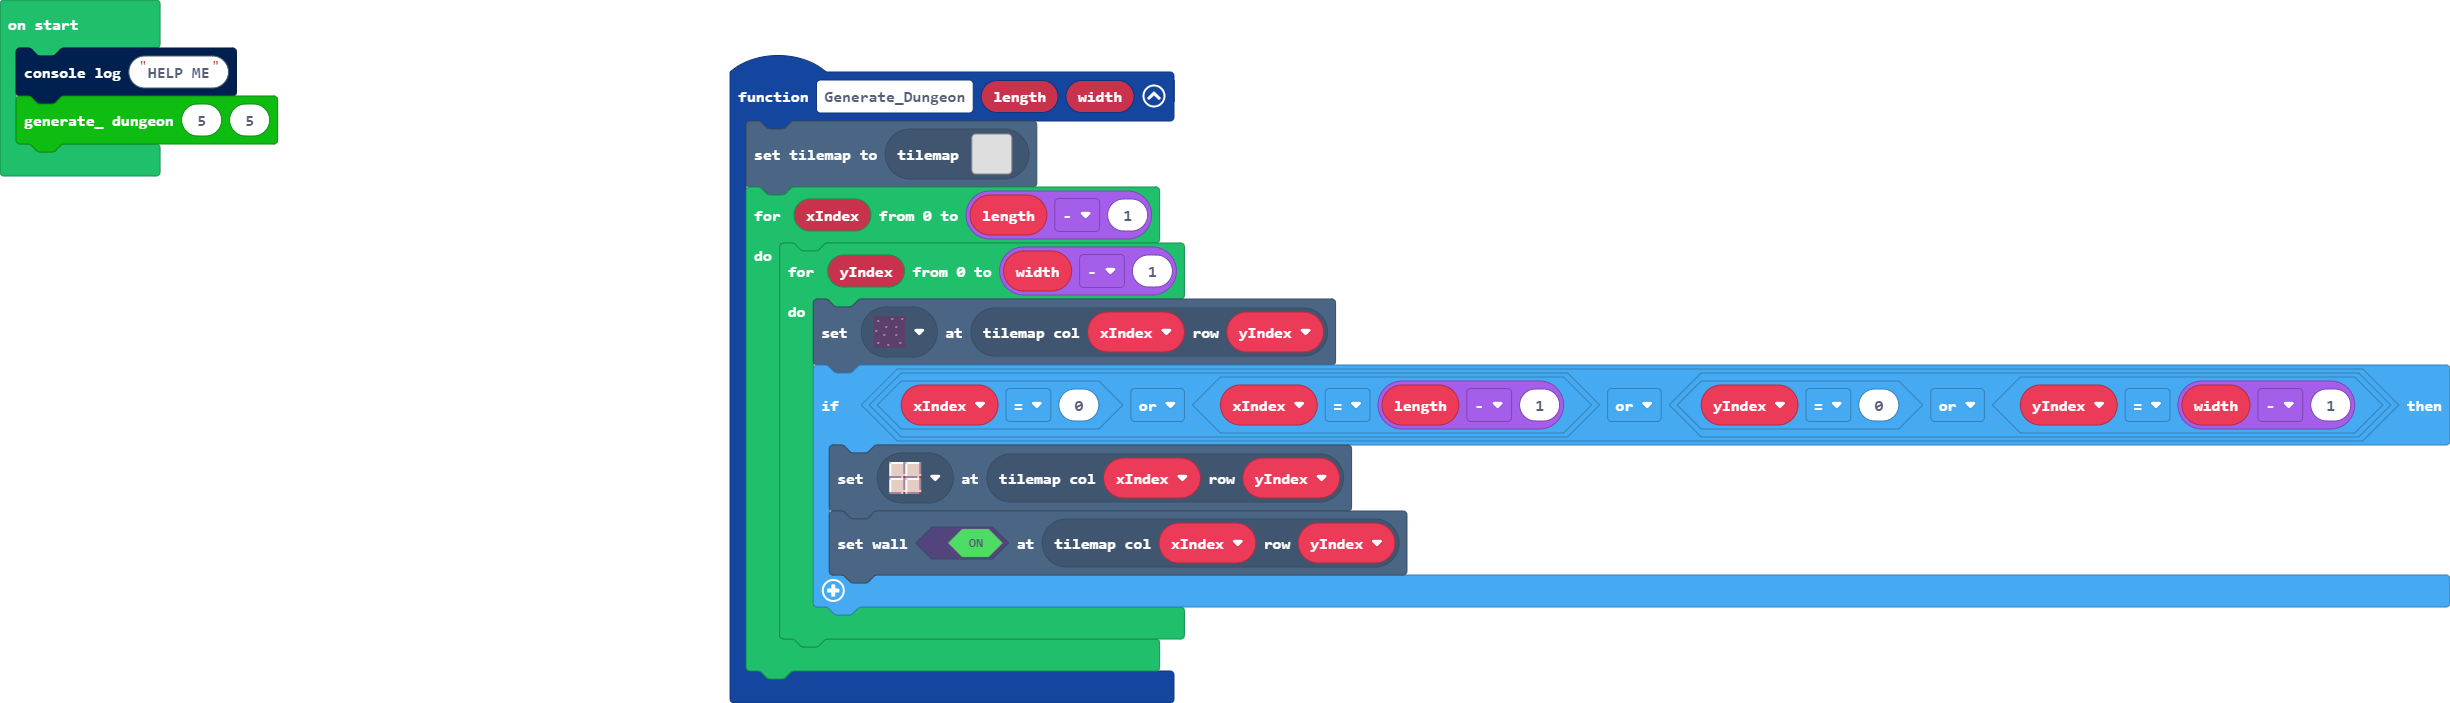 on start
console log "HELP ME"
generate_ dungeon 5 5
function Generate_Dungeon length width
set tilemap to tilemap
for xIndex from 0 to length - 1
do
for yIndex from 0 to width - 1
do
set at tilemap col xIndex row yIndex
if xIndex = 0 or xIndex = length - 1 or yIndex = 0 or yIndex = width - 1 then
set at tilemap col xIndex row yIndex
set wall ON at tilemap col xIndex row yIndex